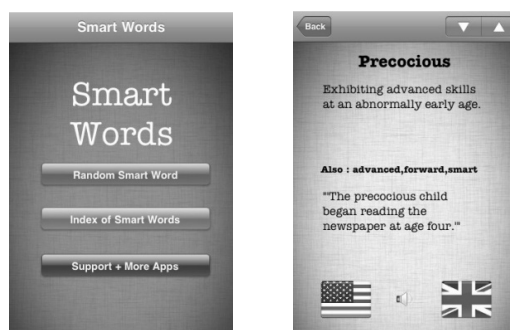 Smart Words
Smart
Words
Random Smart Word
Index of Smart Words
Support + More Apps
Back
Precocious
Exhibiting advanced skills
at an abnormally early age.
Also : advanced,forward,smart
""The precocious child
began reading the
newspaper at age four.'"